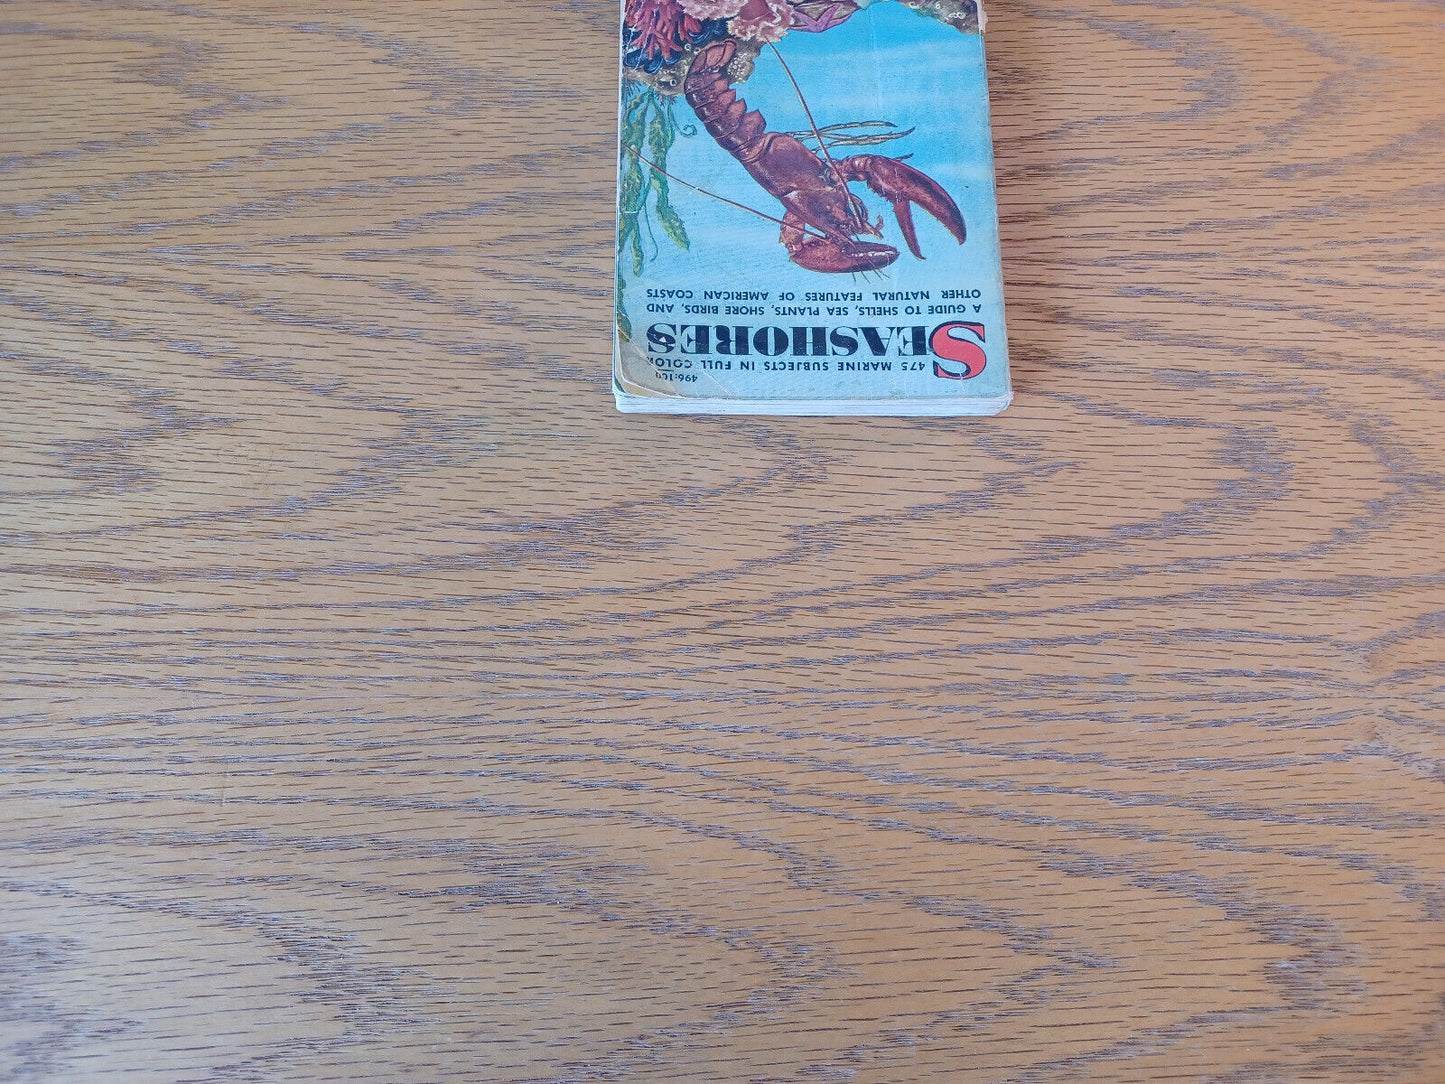 475 MARINE SUBJECTS IN FULL COLOR
SEASHORES
A GUIDE TO SHELLS, SEA PLANTS, SHORE BIRDS, AND
OTHER NATURAL FEATURES OF AMERICAN COASTS